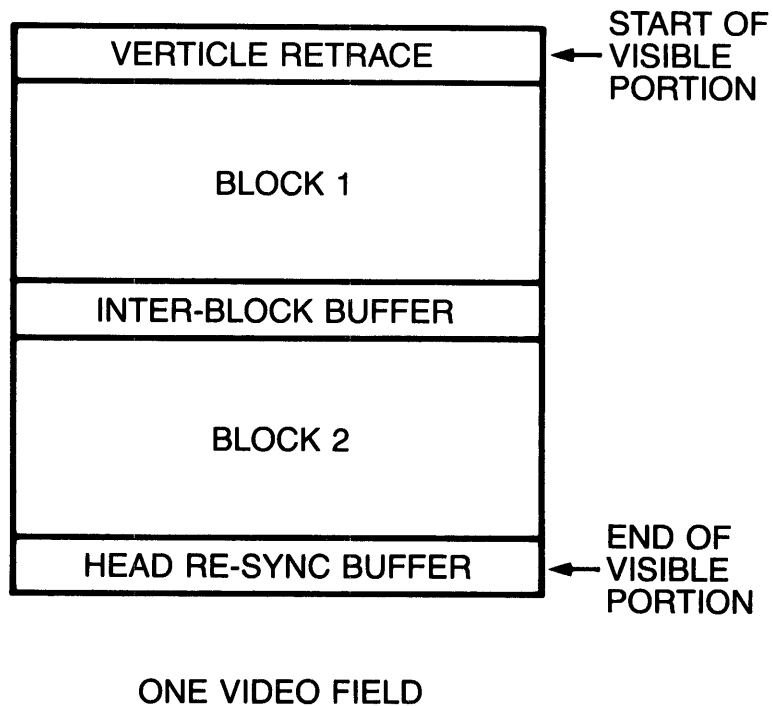 VERTICLE RETRACE
START OF
VISIBLE
PORTION
BLOCK 1
INTER-BLOCK BUFFER
BLOCK 2
HEAD RE-SYNC BUFFER
END OF
VISIBLE
PORTION
ONE VIDEO FIELD